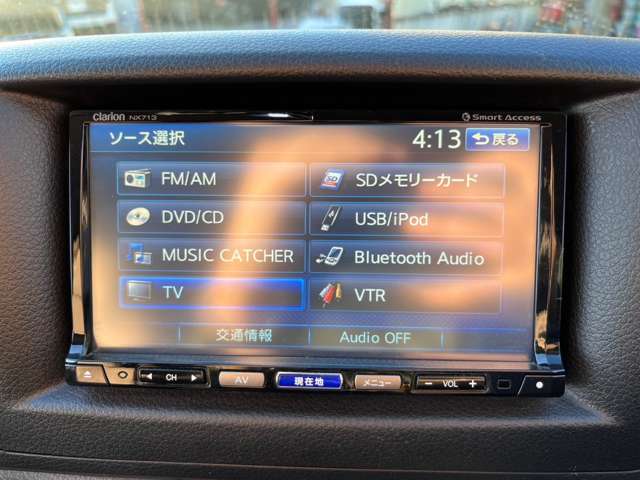 Clarion NX713 Smart Access
ソース選択 4:13 戻る
FM/AM SDメモリーカード
DVD/CD USB/iPod
MUSIC CATCHER Bluetooth Audio
TV VTR
交通情報 Audio OFF
CH AV 現在地 メニュー − VOL +